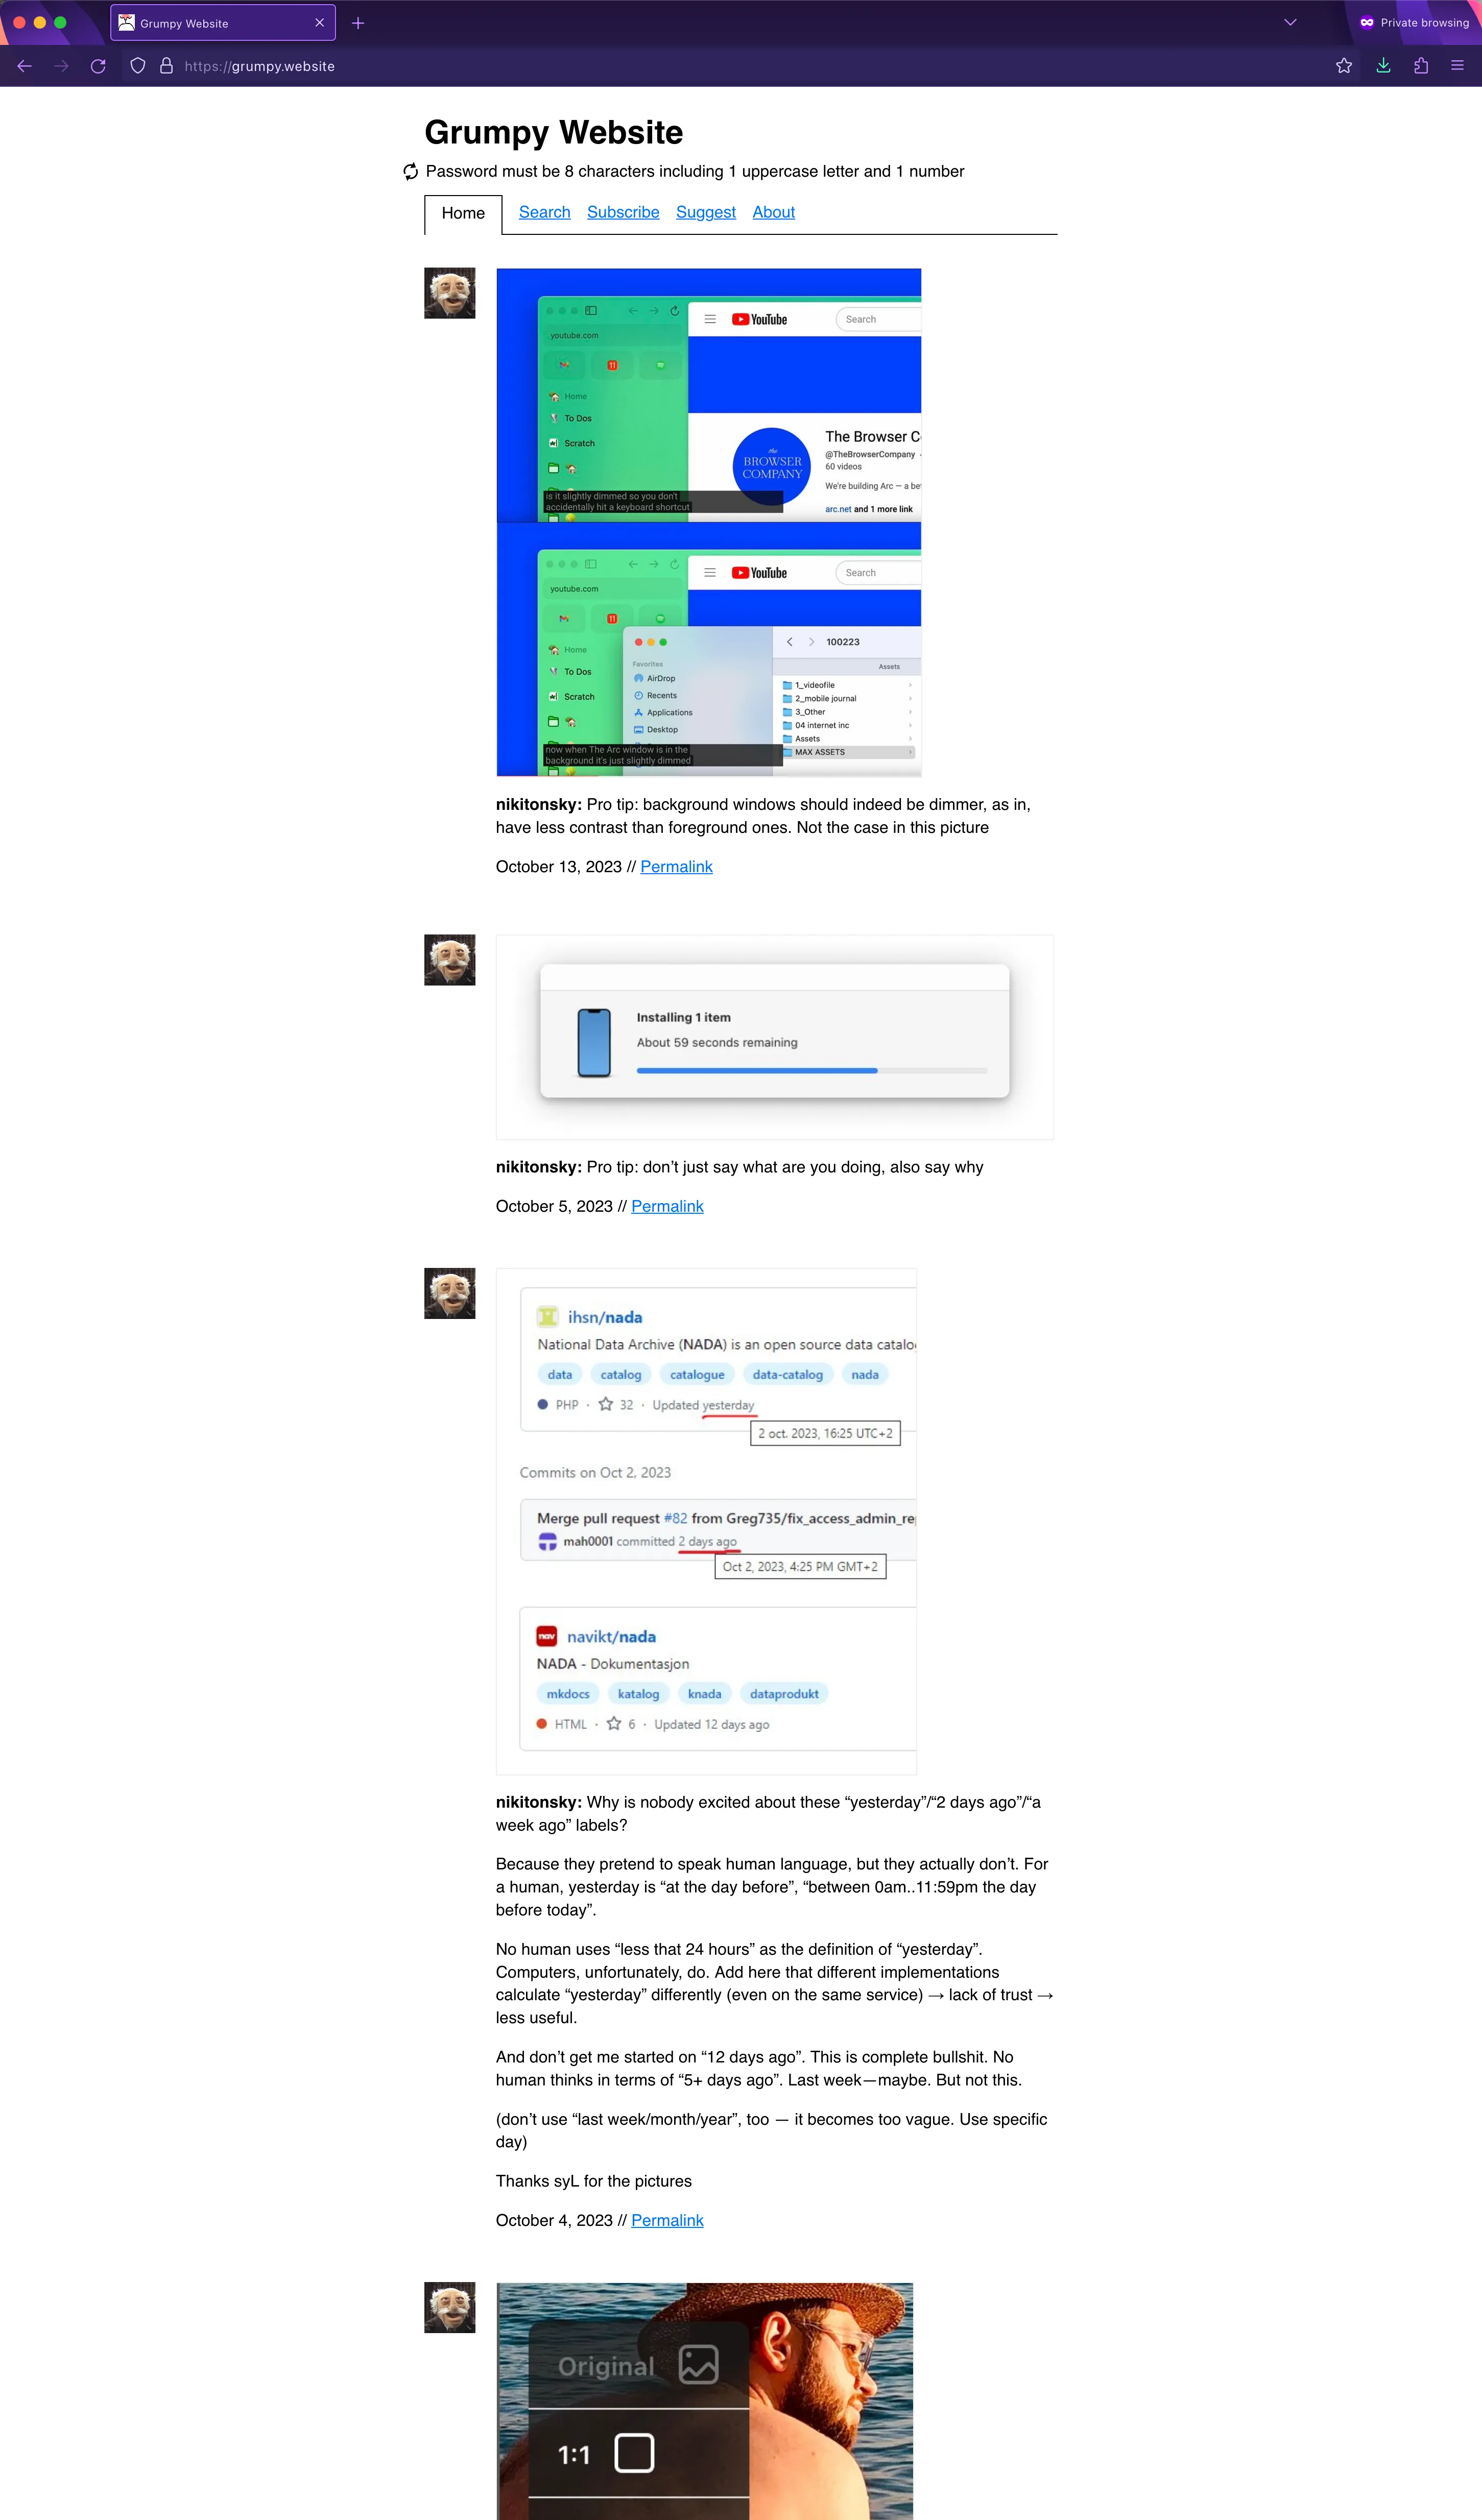 Grumpy Website
Private browsing
https://grumpy.website
Grumpy Website
Password must be 8 characters including 1 uppercase letter and 1 number
Home Search Subscribe Suggest About
YouTube Search
youtube.com
11
Home
To Dos
Scratch
The Browser C
@TheBrowserCompany
60 videos
the
BROWSER
COMPANY
We're building Arc — a be
arc.net and 1 more link
is it slightly dimmed so you don't
accidentally hit a keyboard shortcut
YouTube Search
youtube.com
11
Home
To Dos
Scratch
100223
Favorites
Assets
AirDrop
Recents
Applications
Desktop
1_videofile
2_mobile journal
3_Other
04 internet inc
Assets
MAX ASSETS
now when The Arc window is in the
background it's just slightly dimmed
nikitonsky: Pro tip: background windows should indeed be dimmer, as in,
have less contrast than foreground ones. Not the case in this picture
October 13, 2023 // Permalink
Installing 1 item
About 59 seconds remaining
nikitonsky: Pro tip: don’t just say what are you doing, also say why
October 5, 2023 // Permalink
ihsn/nada
National Data Archive (NADA) is an open source data catalo
data catalog catalogue data-catalog nada
PHP · 32 · Updated yesterday
2 oct. 2023, 16:25 UTC+2
Commits on Oct 2, 2023
Merge pull request #82 from Greg735/fix_access_admin_re
mah0001 committed 2 days ago
Oct 2, 2023, 4:25 PM GMT+2
nav
navikt/nada
NADA - Dokumentasjon
mkdocs katalog knada dataprodukt
HTML · 6 · Updated 12 days ago
nikitonsky: Why is nobody excited about these “yesterday”/“2 days ago”/“a
week ago” labels?
Because they pretend to speak human language, but they actually don’t. For
a human, yesterday is “at the day before”, “between 0am..11:59pm the day
before today”.
No human uses “less that 24 hours” as the definition of “yesterday”.
Computers, unfortunately, do. Add here that different implementations
calculate “yesterday” differently (even on the same service) → lack of trust →
less useful.
And don’t get me started on “12 days ago”. This is complete bullshit. No
human thinks in terms of “5+ days ago”. Last week—maybe. But not this.
(don’t use “last week/month/year”, too — it becomes too vague. Use specific
day)
Thanks syL for the pictures
October 4, 2023 // Permalink
Original
1:1